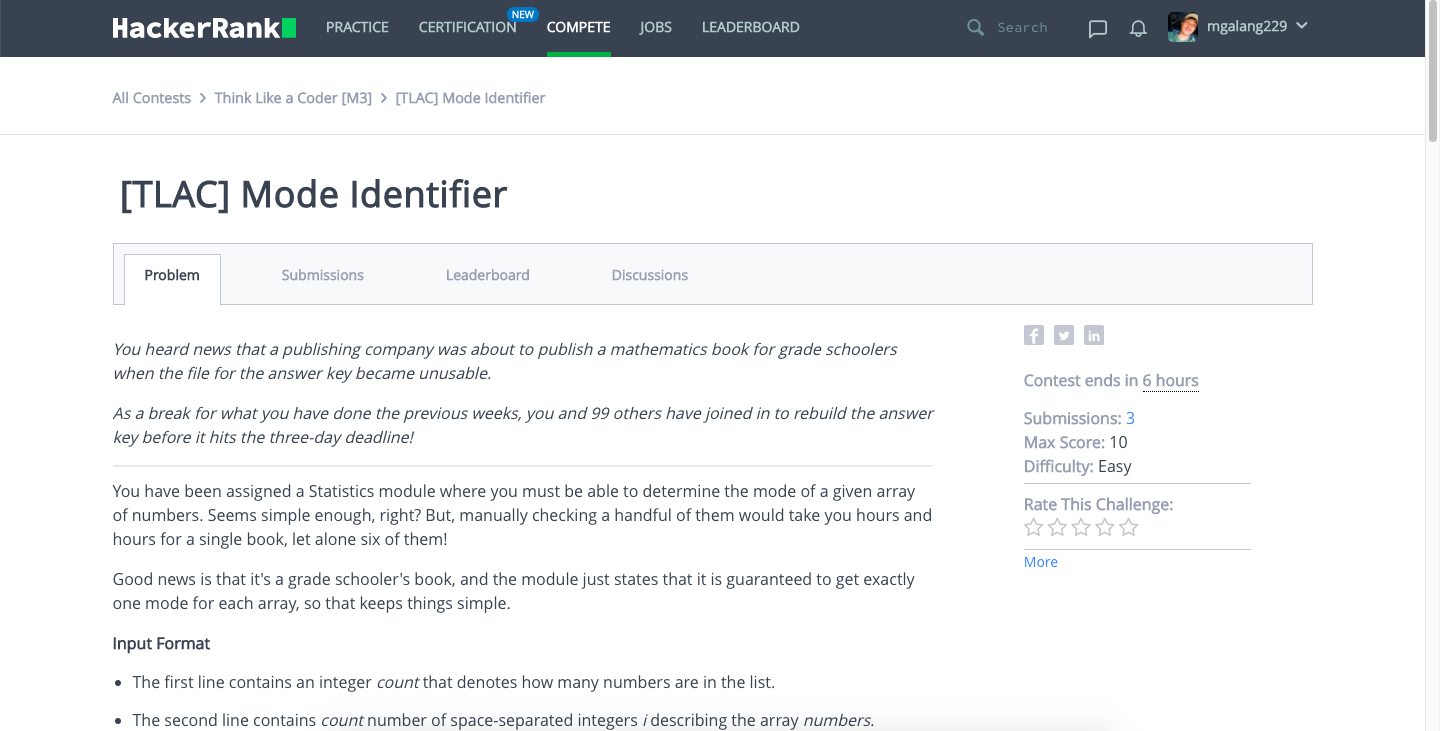 HackerRank PRACTICE CERTIFICATION NEW COMPETE JOBS LEADERBOARD Search mgalang229
All Contests > Think Like a Coder [M3] > [TLAC] Mode Identifier
[TLAC] Mode Identifier
Problem Submissions Leaderboard Discussions
You heard news that a publishing company was about to publish a mathematics book for grade schoolers
when the file for the answer key became unusable.
As a break for what you have done the previous weeks, you and 99 others have joined in to rebuild the answer
key before it hits the three-day deadline!
You have been assigned a Statistics module where you must be able to determine the mode of a given array
of numbers. Seems simple enough, right? But, manually checking a handful of them would take you hours and
hours for a single book, let alone six of them!
Good news is that it's a grade schooler's book, and the module just states that it is guaranteed to get exactly
one mode for each array, so that keeps things simple.
Input Format
• The first line contains an integer count that denotes how many numbers are in the list.
• The second line contains count number of space-separated integers i describing the array numbers.
Contest ends in 6 hours
Submissions: 3
Max Score: 10
Difficulty: Easy
Rate This Challenge:
More